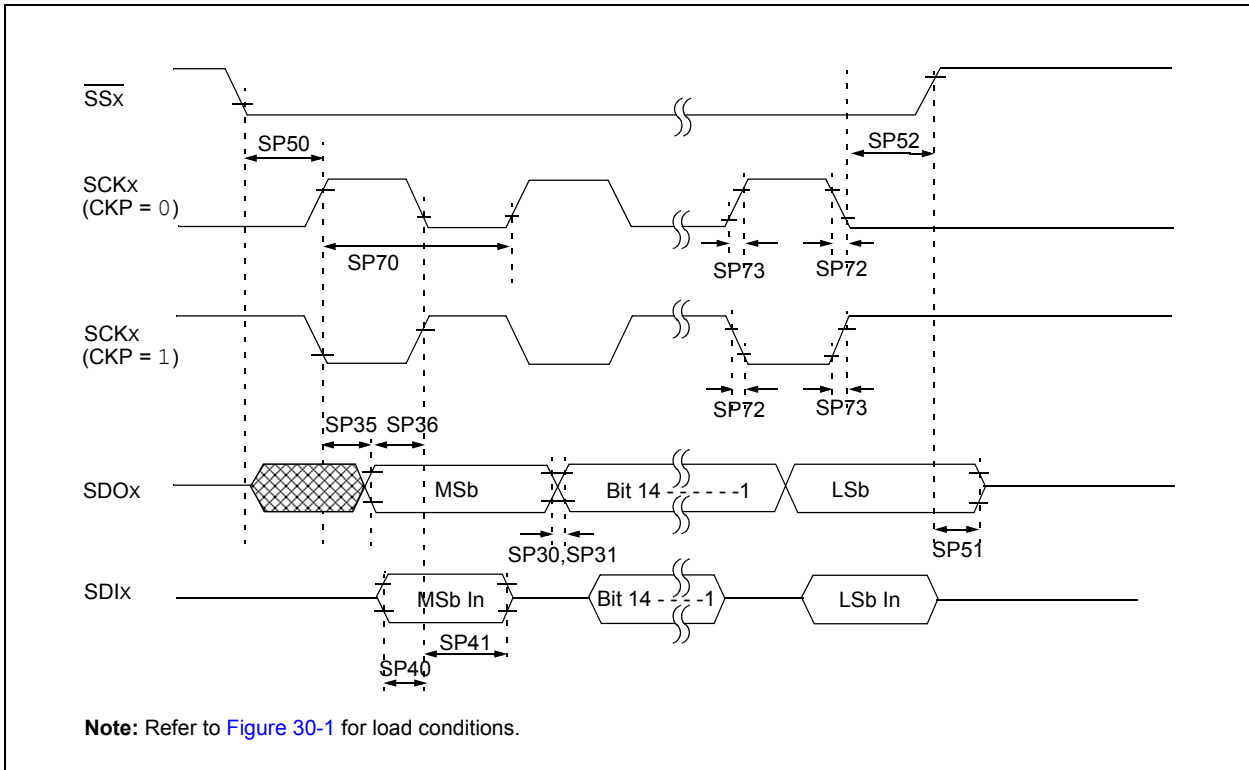 SSx
SP50
SP52
SCKx
(CKP = 0)
SP70
SP73
SP72
SCKx
(CKP = 1)
SP72
SP73
SP35
SP36
SDOx
MSb
Bit 14 - - - - - -1
LSb
SP30,SP31
SP51
SDIx
MSb In
Bit 14 - - - -1
LSb In
SP41
SP40
Note: Refer to Figure 30-1 for load conditions.